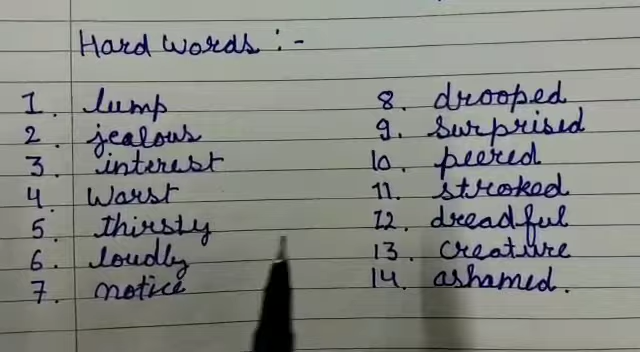 Hard Words :-
1. lump
2. jealous
3. interest
4. Worst
5. thirsty
6. loudly
7. notice
8. drooped
9. surprised
10. peered
11. stroked
12. dreadful
13. creature
14. ashamed.